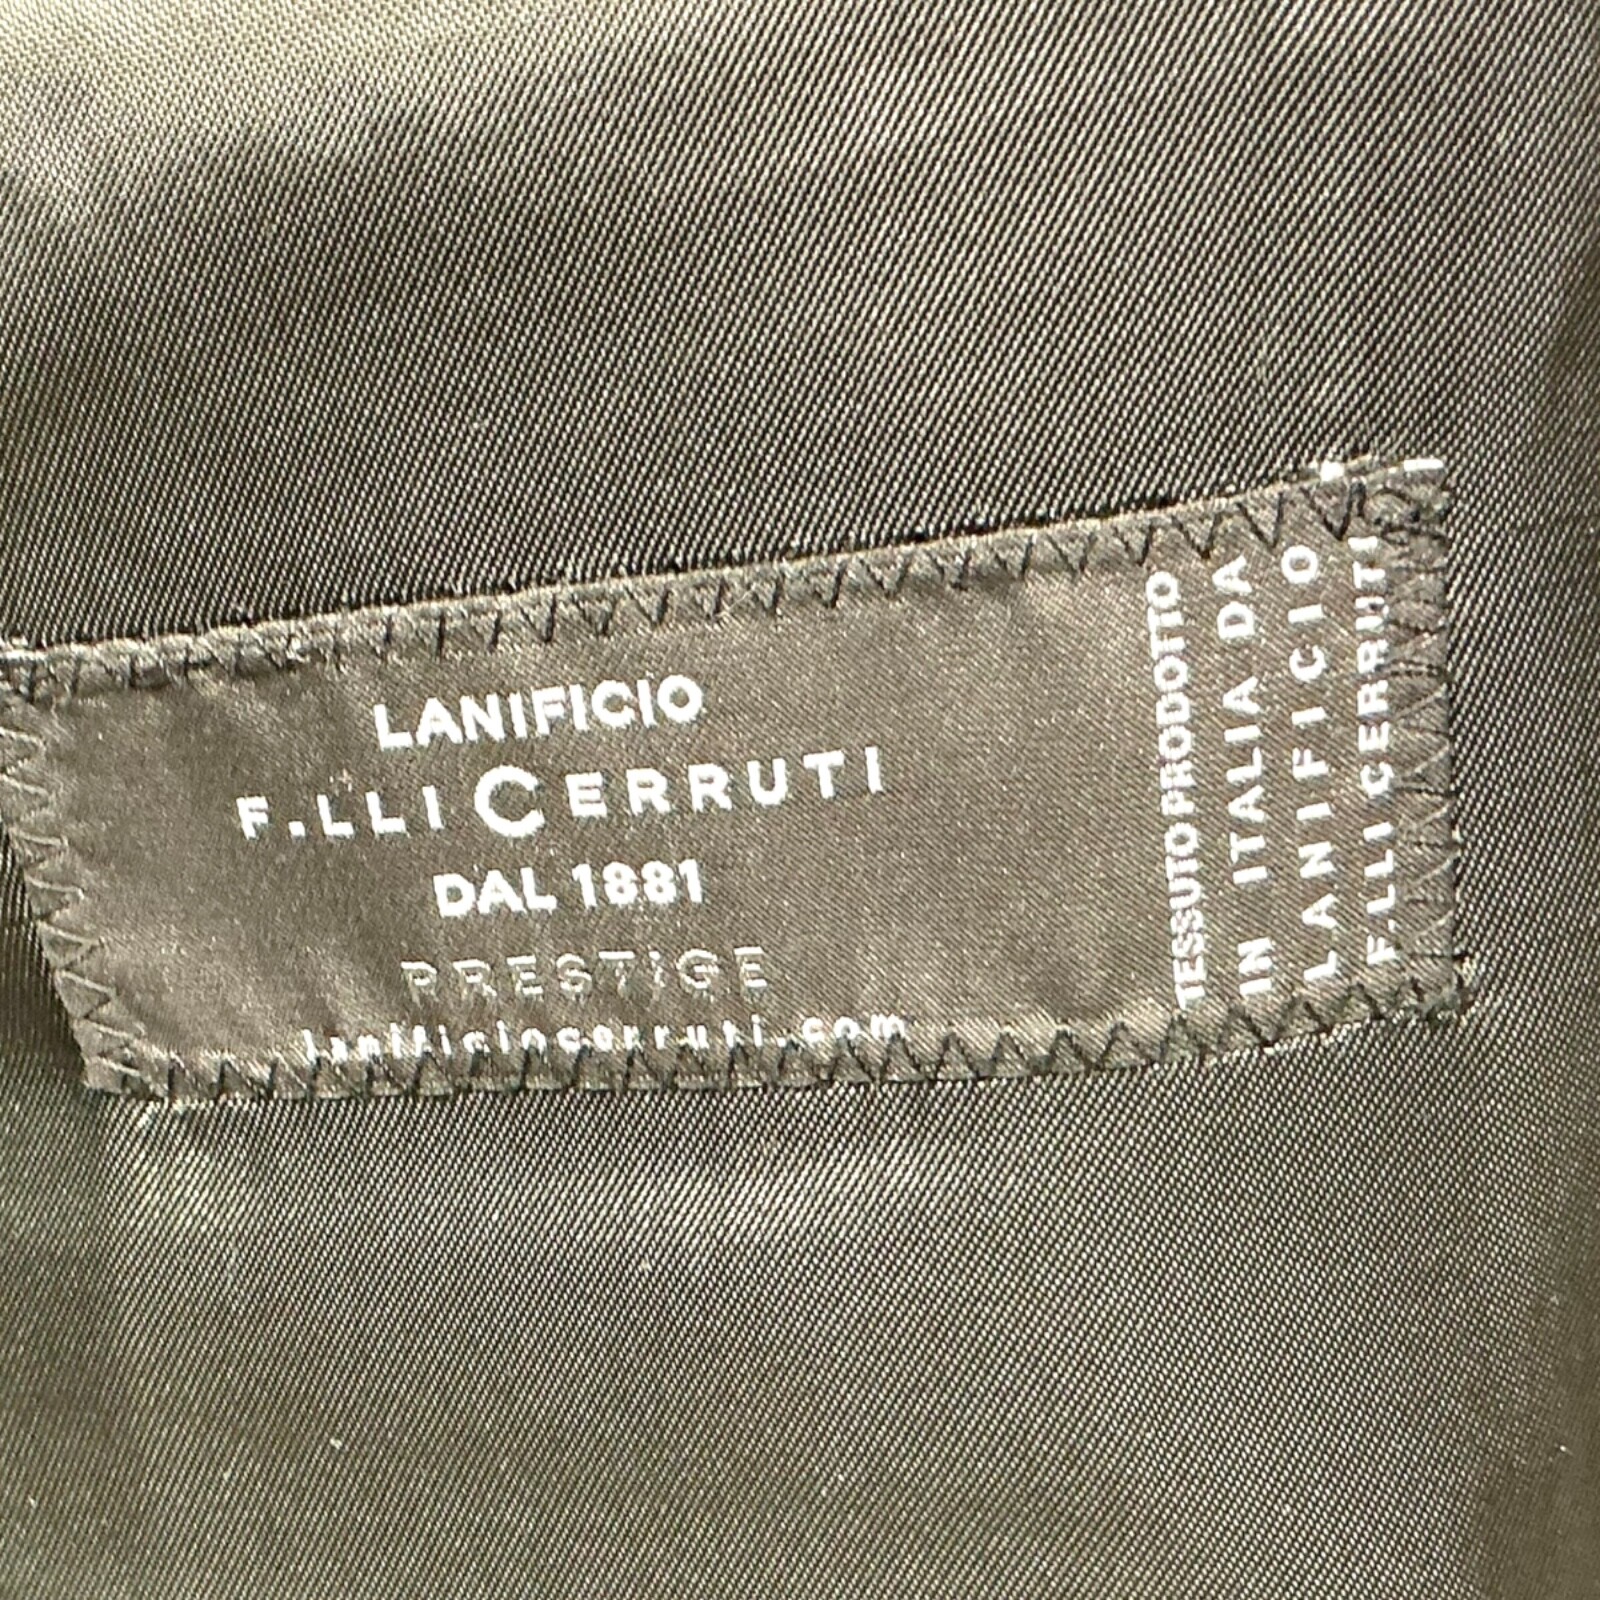 LANIFICIO
F.LLI CERRUTI
DAL 1881
PRESTIGE
lanificiocerruti.com
TESSUTO PRODOTTO
IN ITALIA DA
LANIFICIO
F.LLI CERRUTI